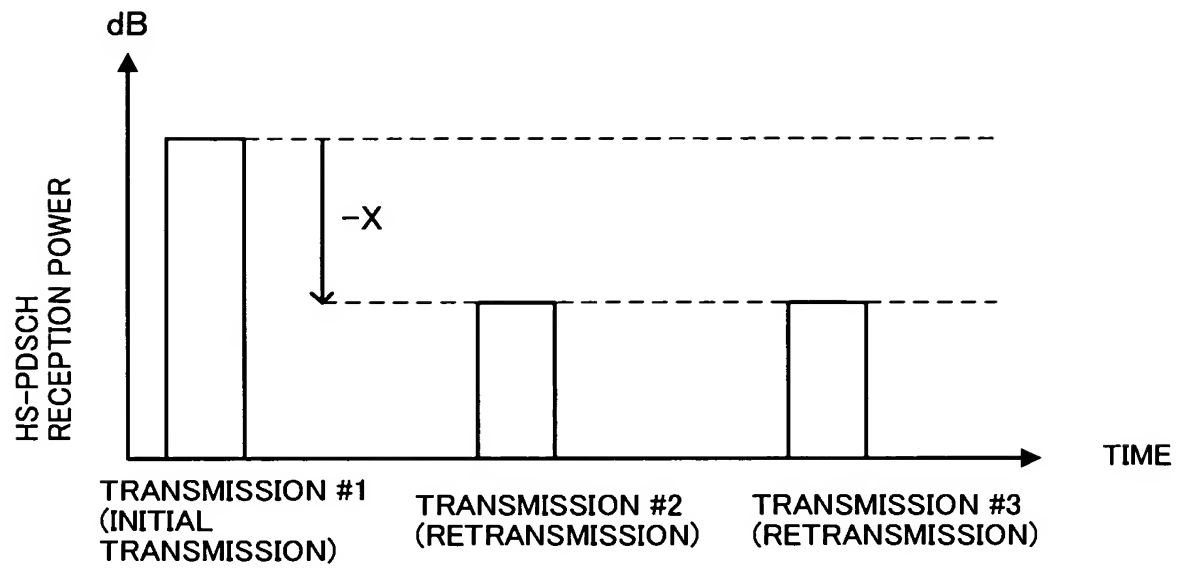 dB
HS-PDSCH
RECEPTION POWER
-X
TIME
TRANSMISSION #1
(INITIAL
TRANSMISSION)
TRANSMISSION #2
(RETRANSMISSION)
TRANSMISSION #3
(RETRANSMISSION)